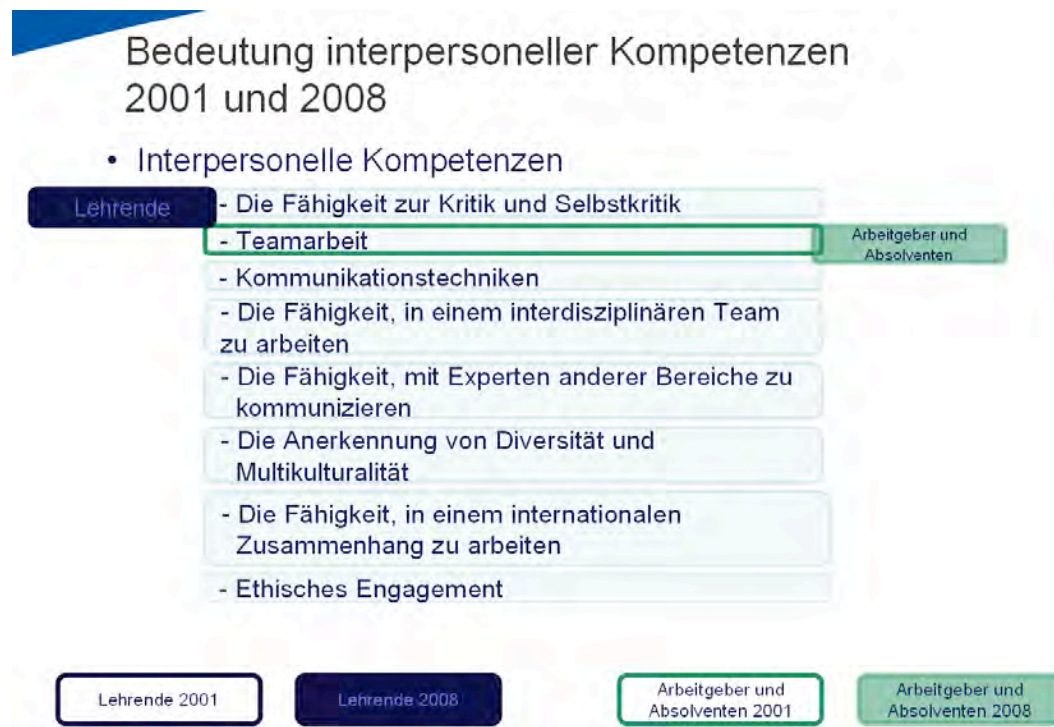 Bedeutung interpersoneller Kompetenzen
2001 und 2008
• Interpersonelle Kompetenzen
Lehrende
- Die Fähigkeit zur Kritik und Selbstkritik
- Teamarbeit
Arbeitgeber und
Absolventen
- Kommunikationstechniken
- Die Fähigkeit, in einem interdisziplinären Team
zu arbeiten
- Die Fähigkeit, mit Experten anderer Bereiche zu
kommunizieren
- Die Anerkennung von Diversität und
Multikulturalität
- Die Fähigkeit, in einem internationalen
Zusammenhang zu arbeiten
- Ethisches Engagement
Lehrende 2001
Lehrende 2008
Arbeitgeber und
Absolventen 2001
Arbeitgeber und
Absolventen 2008